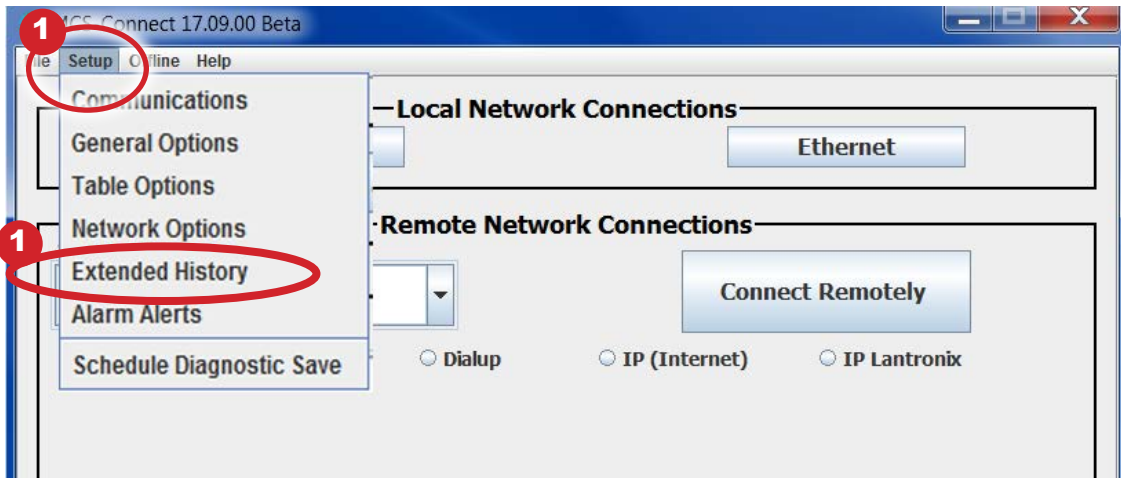 1
MCS-Connect 17.09.00 Beta
File Setup Offline Help
Communications
General Options
Table Options
Network Options
1
Extended History
Alarm Alerts
Schedule Diagnostic Save
Local Network Connections
Ethernet
Remote Network Connections
Connect Remotely
Dialup IP (Internet) IP Lantronix